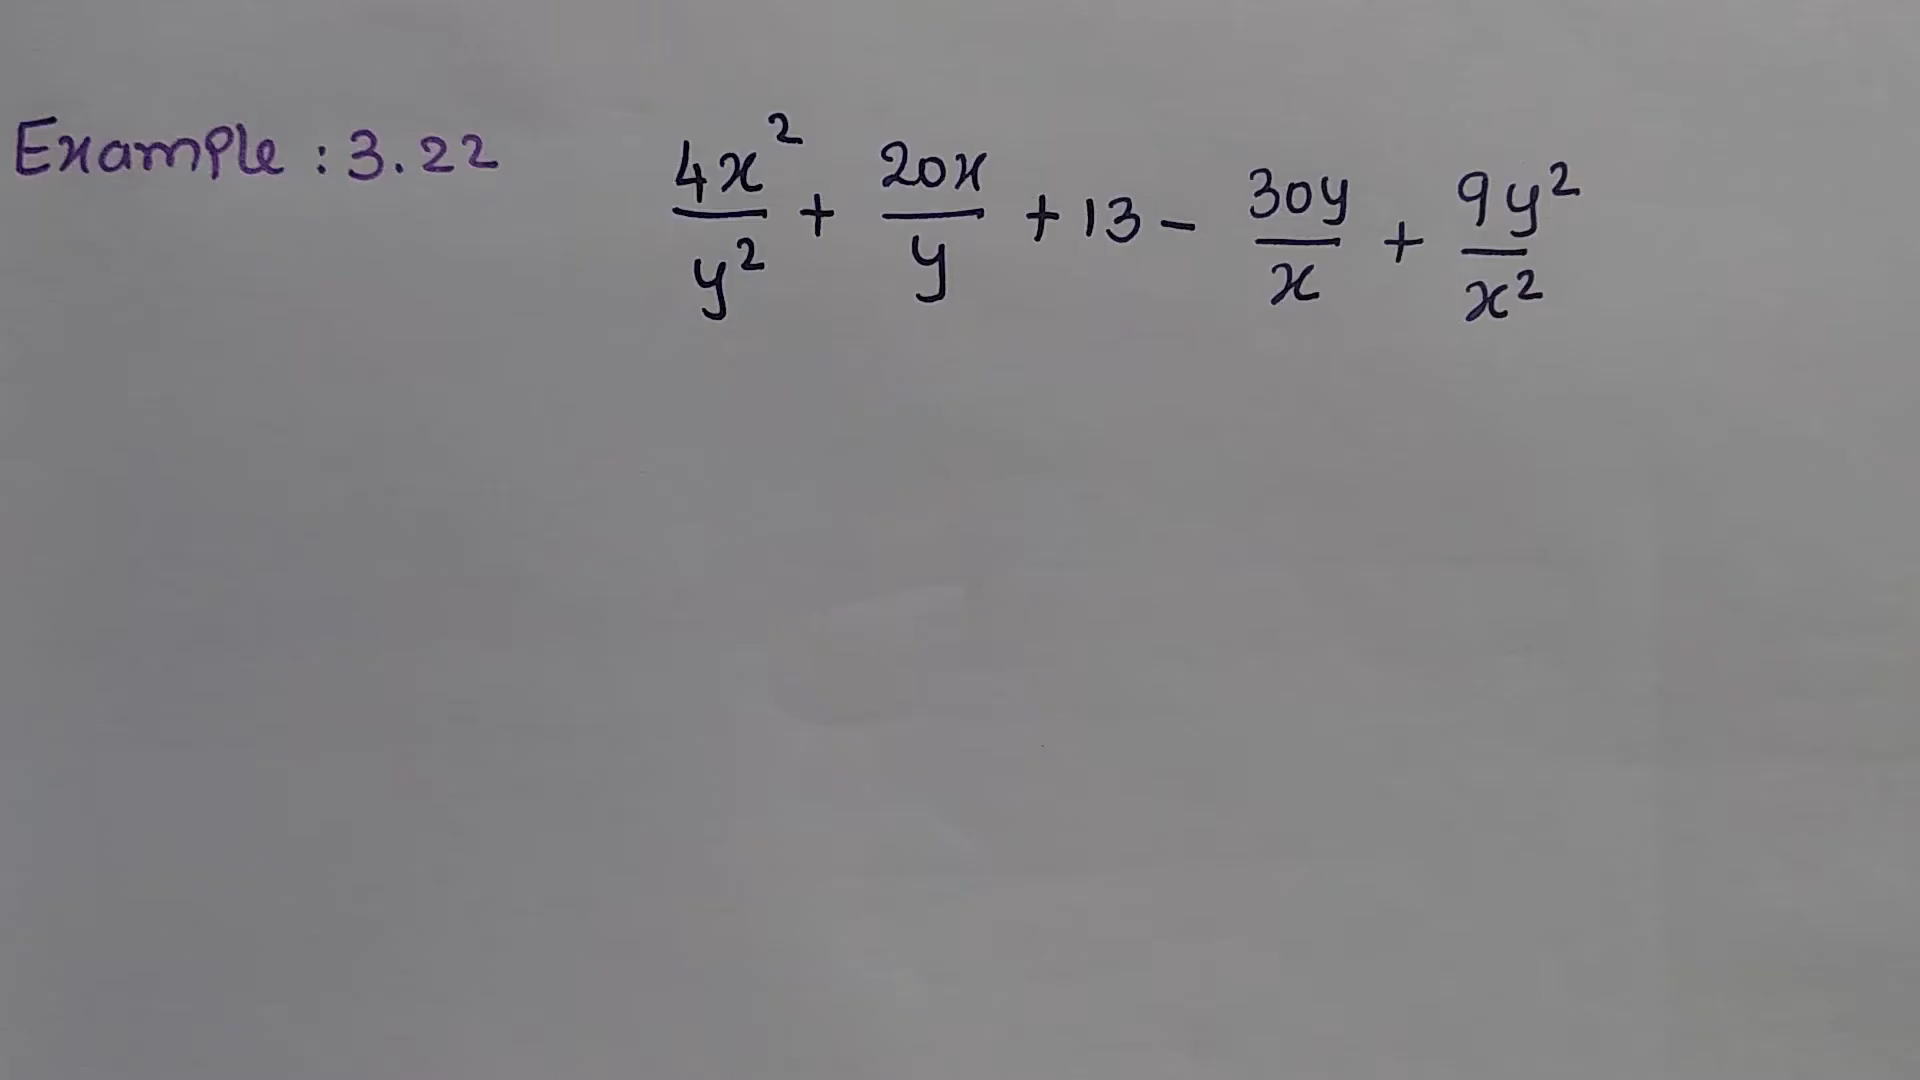 Example : 3.22
4x²/y² + 20x/y + 13 - 30y/x + 9y²/x²